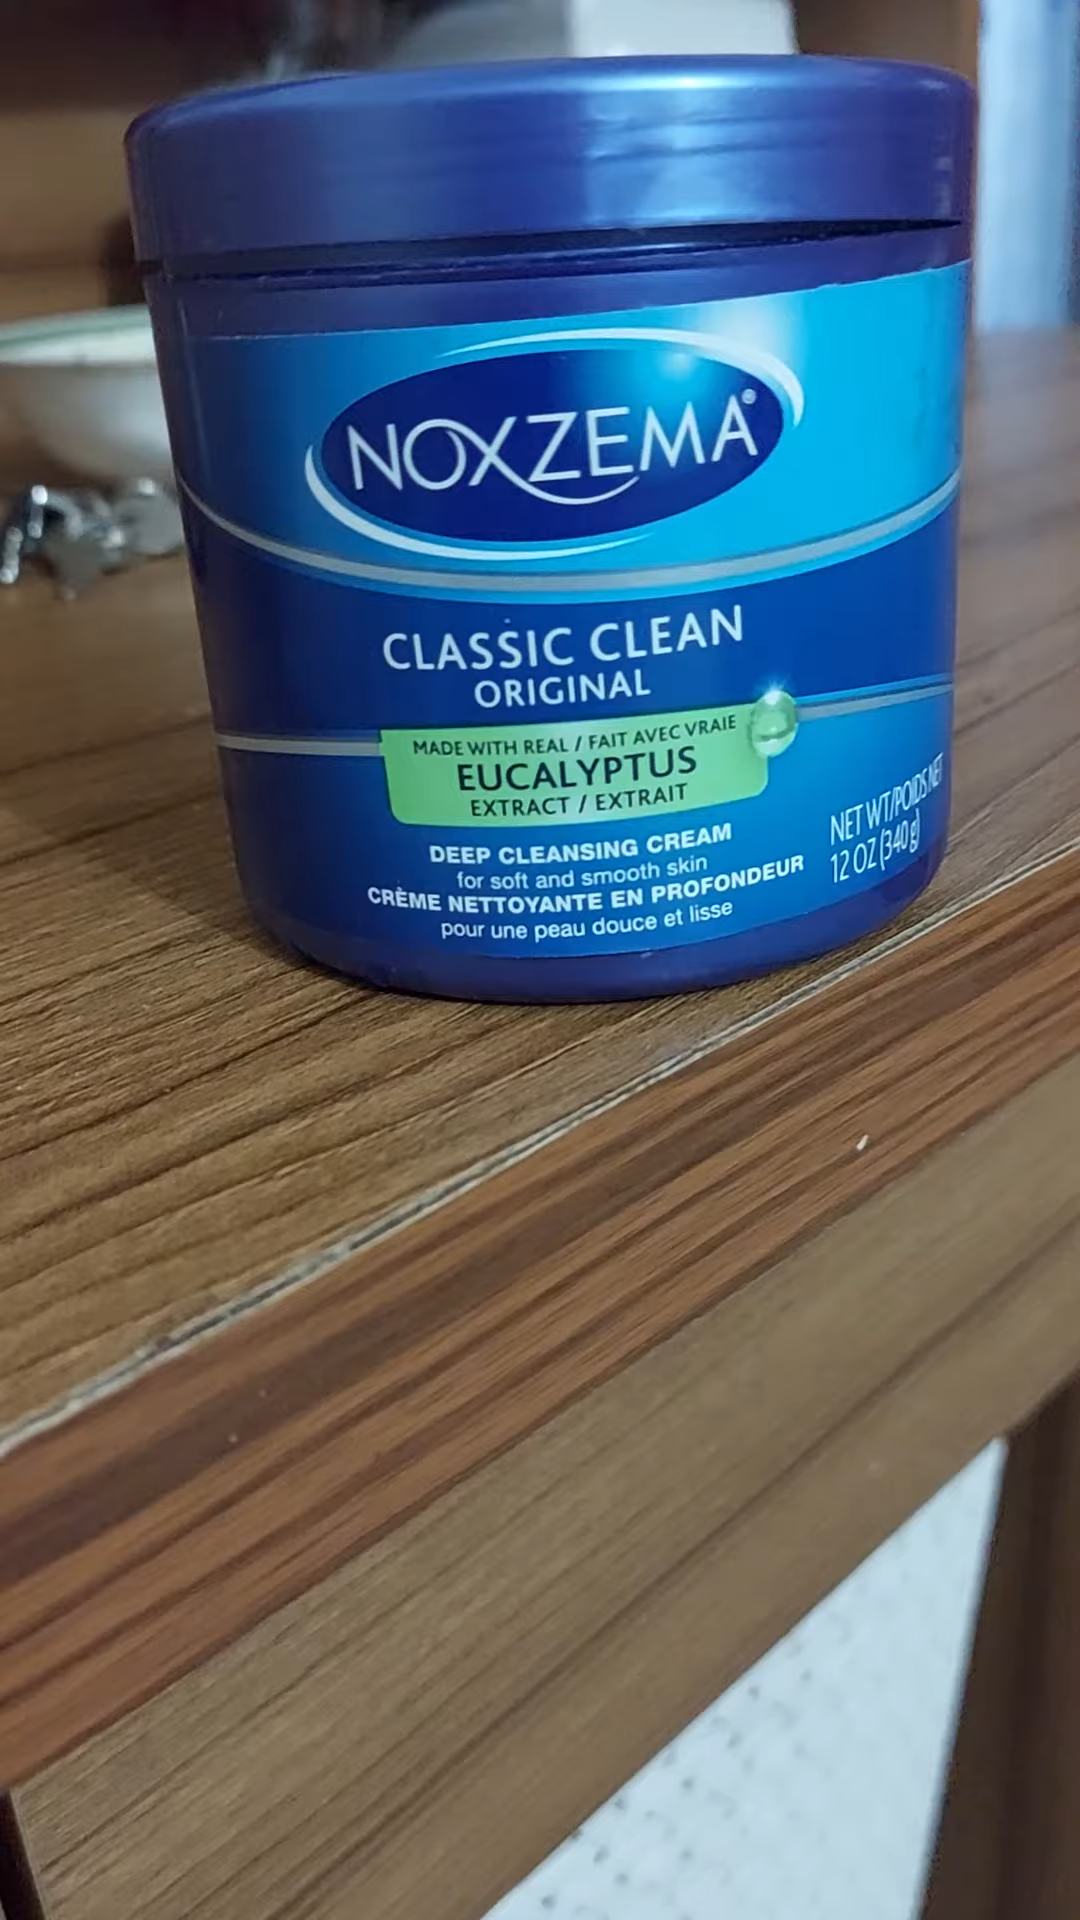 NOXZEMA®
CLASSIC CLEAN
ORIGINAL
MADE WITH REAL / FAIT AVEC VRAIE
EUCALYPTUS
EXTRACT / EXTRAIT
DEEP CLEANSING CREAM
for soft and smooth skin
CRÈME NETTOYANTE EN PROFONDEUR
pour une peau douce et lisse
NET WT/POIDS NET
12 OZ (340 g)